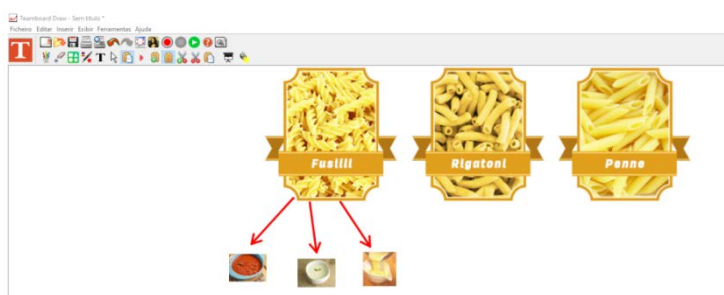 Teamboard Draw - Sem título *
Ficheiro Editar Inserir Exibir Ferramentas Ajuda
T
T
Fusilli Rigatoni Penne